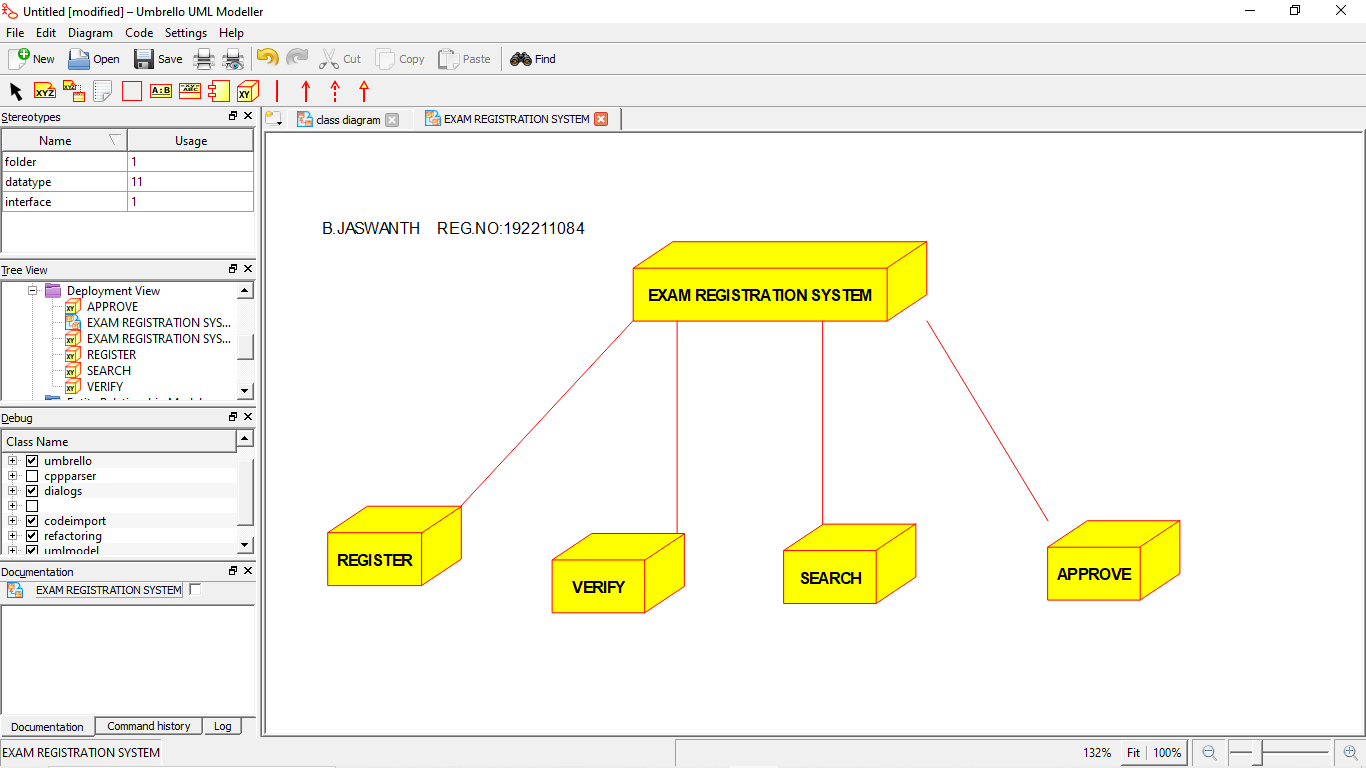 Untitled [modified] – Umbrello UML Modeller
File Edit Diagram Code Settings Help
New Open Save Cut Copy Paste Find
XYZ XYZ A:B ABC XY
Stereotypes
class diagram EXAM REGISTRATION SYSTEM
Name Usage
folder 1
datatype 11
interface 1
Tree View
Deployment View
APPROVE
EXAM REGISTRATION SYS...
EXAM REGISTRATION SYS...
REGISTER
SEARCH
VERIFY
Debug
Class Name
umbrello
cppparser
dialogs
codeimport
refactoring
umlmodel
Documentation
EXAM REGISTRATION SYSTEM
Documentation Command history Log
B.JASWANTH REG.NO:192211084
EXAM REGISTRATION SYSTEM
REGISTER
VERIFY
SEARCH
APPROVE
EXAM REGISTRATION SYSTEM
132% Fit 100%